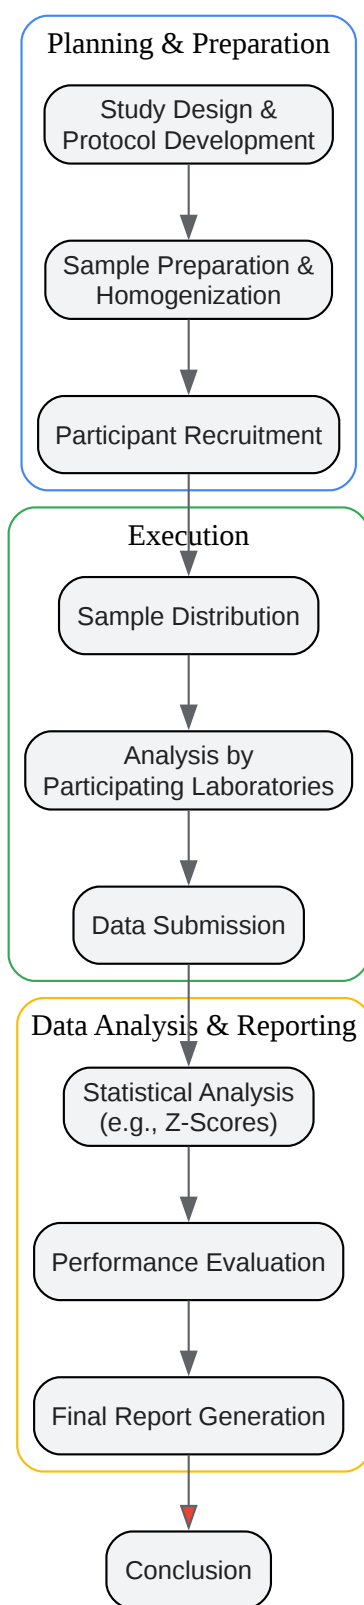 Planning & Preparation
Study Design &
Protocol Development
Sample Preparation &
Homogenization
Participant Recruitment
Execution
Sample Distribution
Analysis by
Participating Laboratories
Data Submission
Data Analysis & Reporting
Statistical Analysis
(e.g., Z-Scores)
Performance Evaluation
Final Report Generation
Conclusion